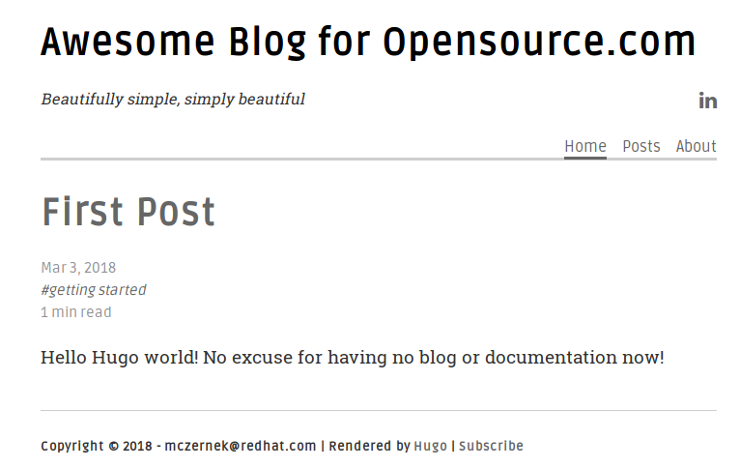 Awesome Blog for Opensource.com
Beautifully simple, simply beautiful
in
Home Posts About
First Post
Mar 3, 2018
#getting started
1 min read
Hello Hugo world! No excuse for having no blog or documentation now!
Copyright © 2018 - mczernek@redhat.com | Rendered by Hugo | Subscribe